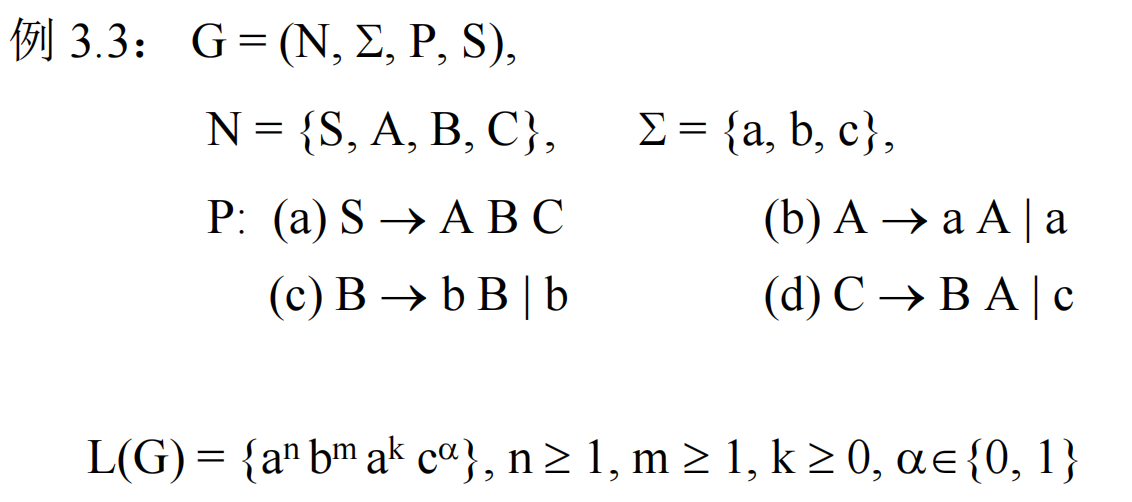 例 3.3： G = (N, Σ, P, S),
N = {S, A, B, C}, Σ = {a, b, c},
P: (a) S → A B C (b) A → a A | a
(c) B → b B | b (d) C → B A | c
L(G) = {aⁿ bᵐ aᵏ cᵅ}, n ≥ 1, m ≥ 1, k ≥ 0, α∈{0, 1}